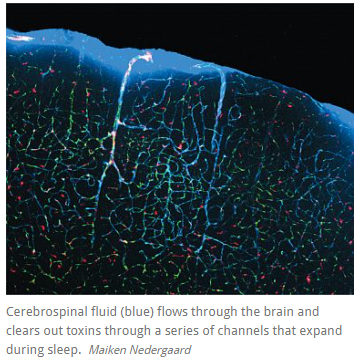 Cerebrospinal fluid (blue) flows through the brain and
clears out toxins through a series of channels that expand
during sleep. Maiken Nedergaard